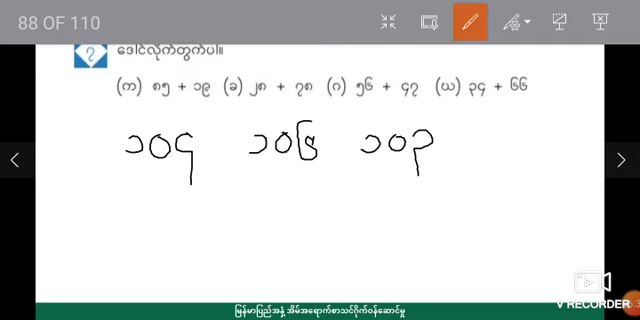 88 OF 110
၇ ဒေါင်လိုက်တွက်ပါ။
(က) ၈၅ + ၁၉ (ခ) ၂၈ + ၇၈ (ဂ) ၅၆ + ၄၇ (ဃ) ၃၄ + ၆၆
၁၀၄ ၁၀၆ ၁၀၃
V RECORDER
မြန်မာပြည်အနှံ့ အိမ်အရောက်စာသင်ဂိုက်ဝန်ဆောင်မှု